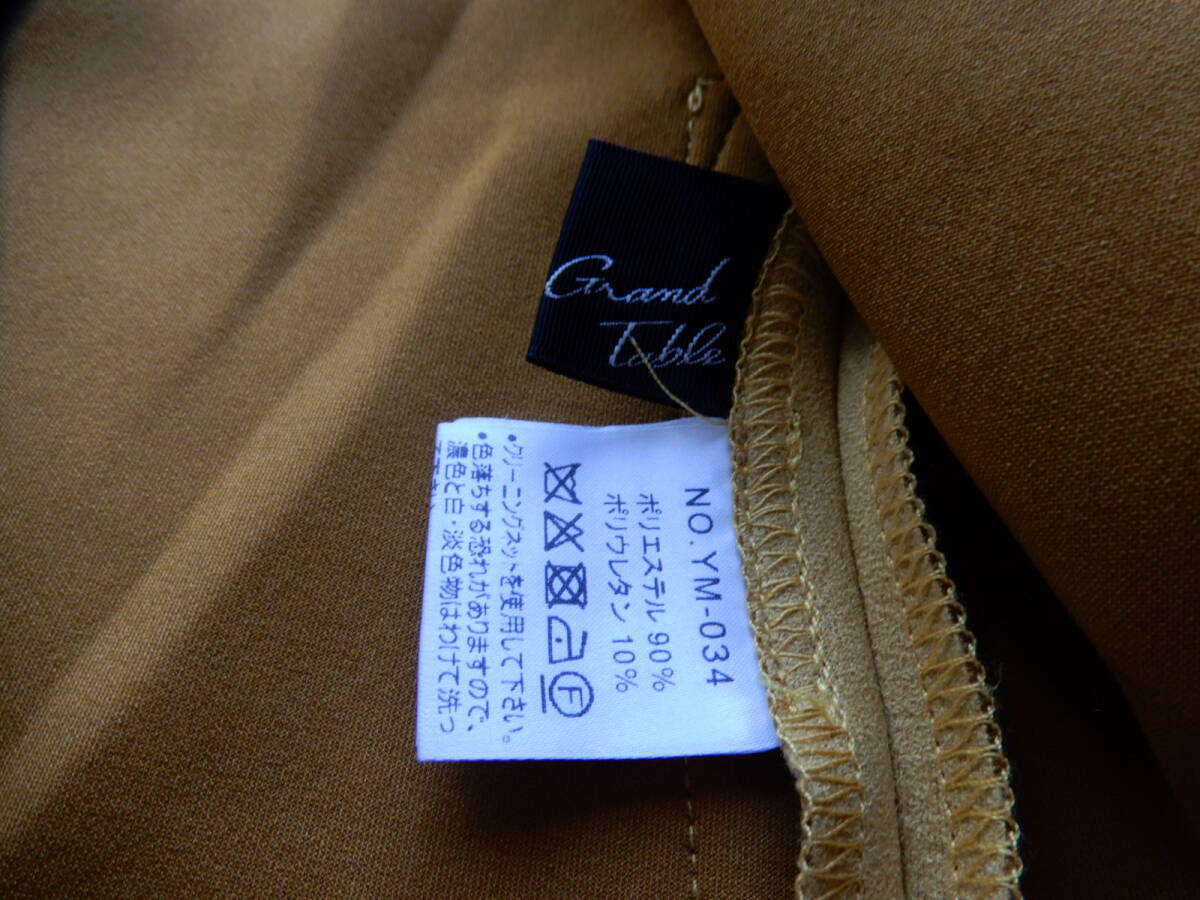 Grand
Table
NO.YM-034
ポリエステル 90%
ポリウレタン 10%
F
・クリーニングネットを使用して下さい。
・色落ちする恐れがありますので、
濃色と白・淡色物はわけて洗っ